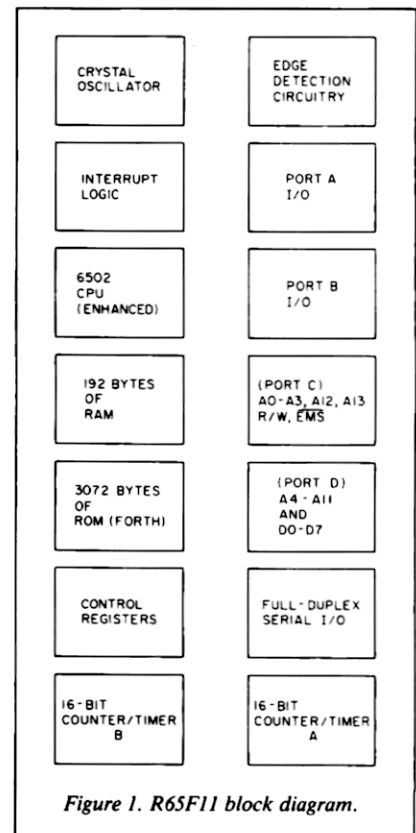 CRYSTAL
OSCILLATOR
EDGE
DETECTION
CIRCUITRY
INTERRUPT
LOGIC
PORT A
I/O
6502
CPU
(ENHANCED)
PORT B
I/O
192 BYTES
OF
RAM
(PORT C)
A0-A3, A12, A13
R/W, EMS
3072 BYTES
OF
ROM (FORTH)
(PORT D)
A4 - A11
AND
D0-D7
CONTROL
REGISTERS
FULL-DUPLEX
SERIAL I/O
16-BIT
COUNTER/TIMER
B
16-BIT
COUNTER/TIMER
A
Figure 1. R65F11 block diagram.